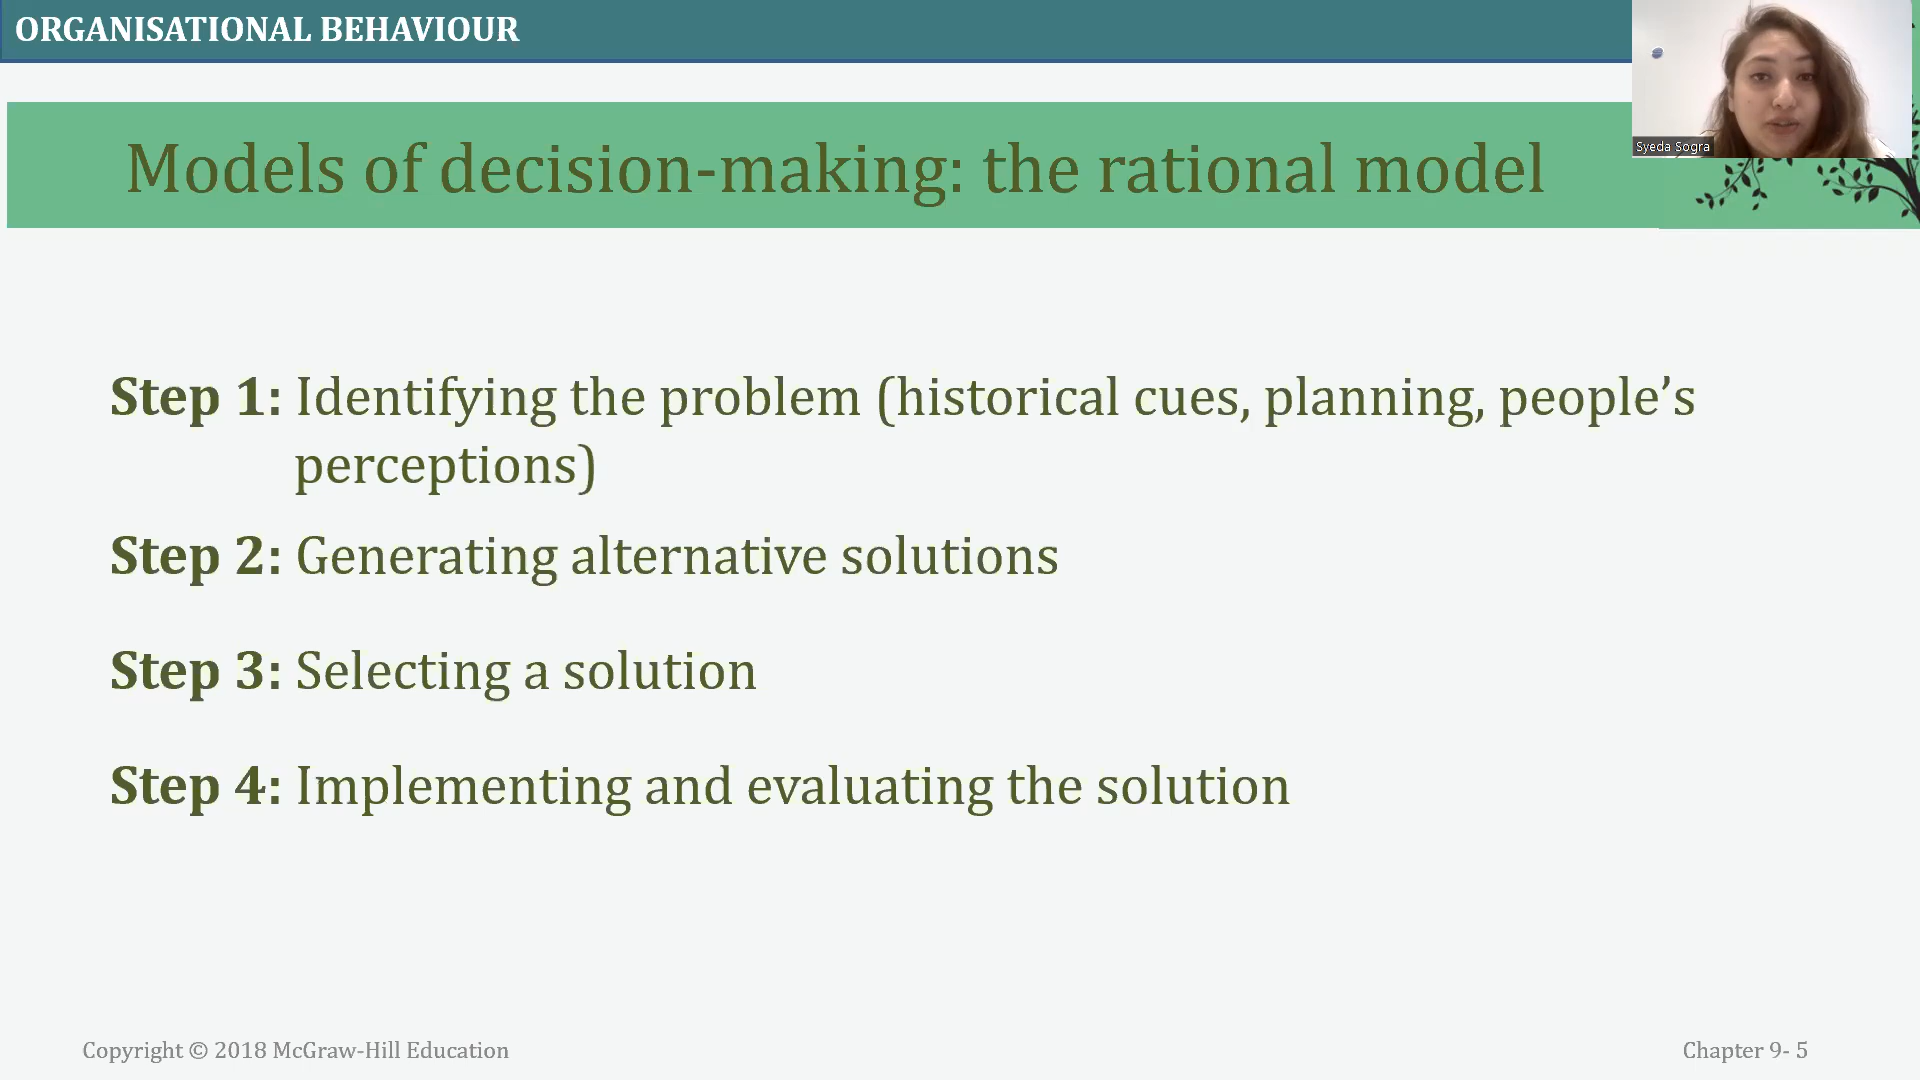 ORGANISATIONAL BEHAVIOUR
Syeda Sogra
Models of decision-making: the rational model
Step 1: Identifying the problem (historical cues, planning, people’s
perceptions)
Step 2: Generating alternative solutions
Step 3: Selecting a solution
Step 4: Implementing and evaluating the solution
Copyright © 2018 McGraw-Hill Education
Chapter 9- 5